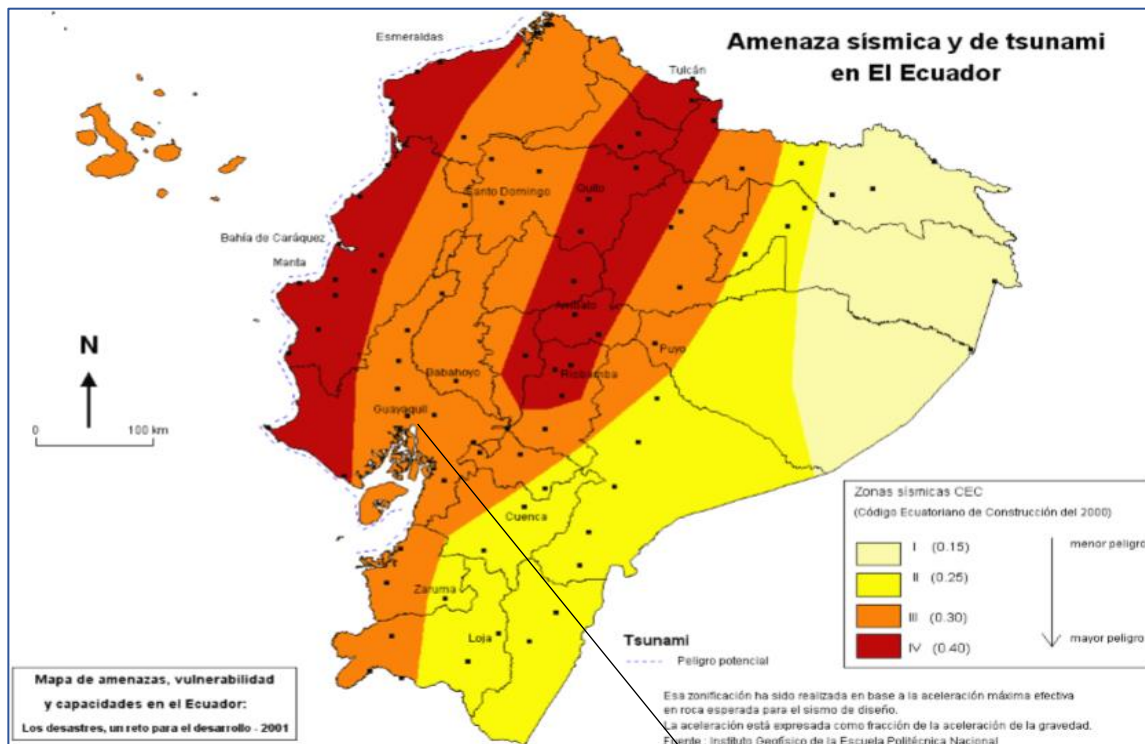 Amenaza sísmica y de tsunami
en El Ecuador
Esmeraldas
Tulcán
Santo Domingo
Quito
Bahía de Caráquez
Manta
N
0 100 km
Ambato
Puyo
Riobamba
Babahoyo
Guayaquil
Cuenca
Zaruma
Loja
Zonas sísmicas CEC
(Código Ecuatoriano de Construcción del 2000)
I (0.15)
menor peligro
II (0.25)
III (0.30)
IV (0.40)
mayor peligro
Tsunami
Peligro potencial
Mapa de amenazas, vulnerabilidad
y capacidades en el Ecuador:
Los desastres, un reto para el desarrollo - 2001
Esa zonificación ha sido realizada en base a la aceleración máxima efectiva
en roca esperada para el sismo de diseño.
La aceleración está expresada como fracción de la aceleración de la gravedad.
Fuente : Instituto Geofísico de la Escuela Politécnica Nacional